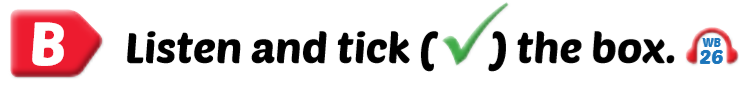 B Listen and tick (✓) the box. WB 26